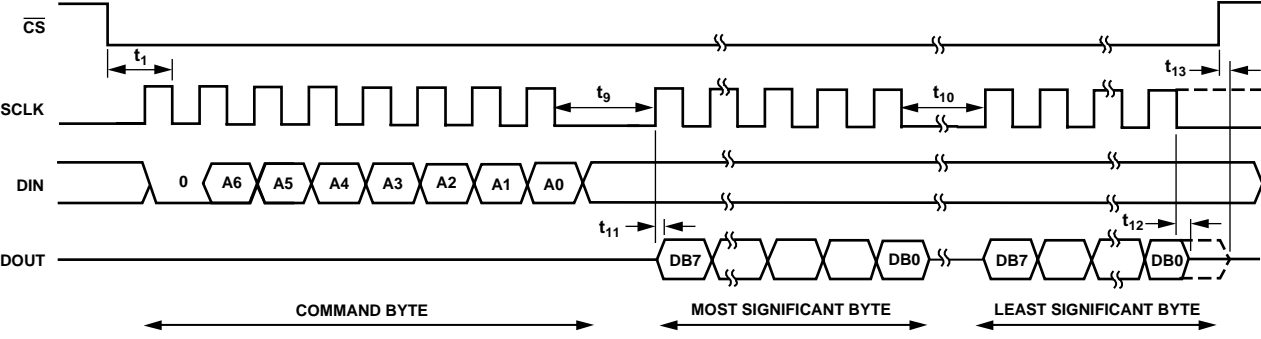 CS
t1
t13
SCLK
t9
t10
DIN
0 A6 A5 A4 A3 A2 A1 A0
t11
t12
DOUT
DB7 DB0 DB7 DB0
COMMAND BYTE MOST SIGNIFICANT BYTE LEAST SIGNIFICANT BYTE